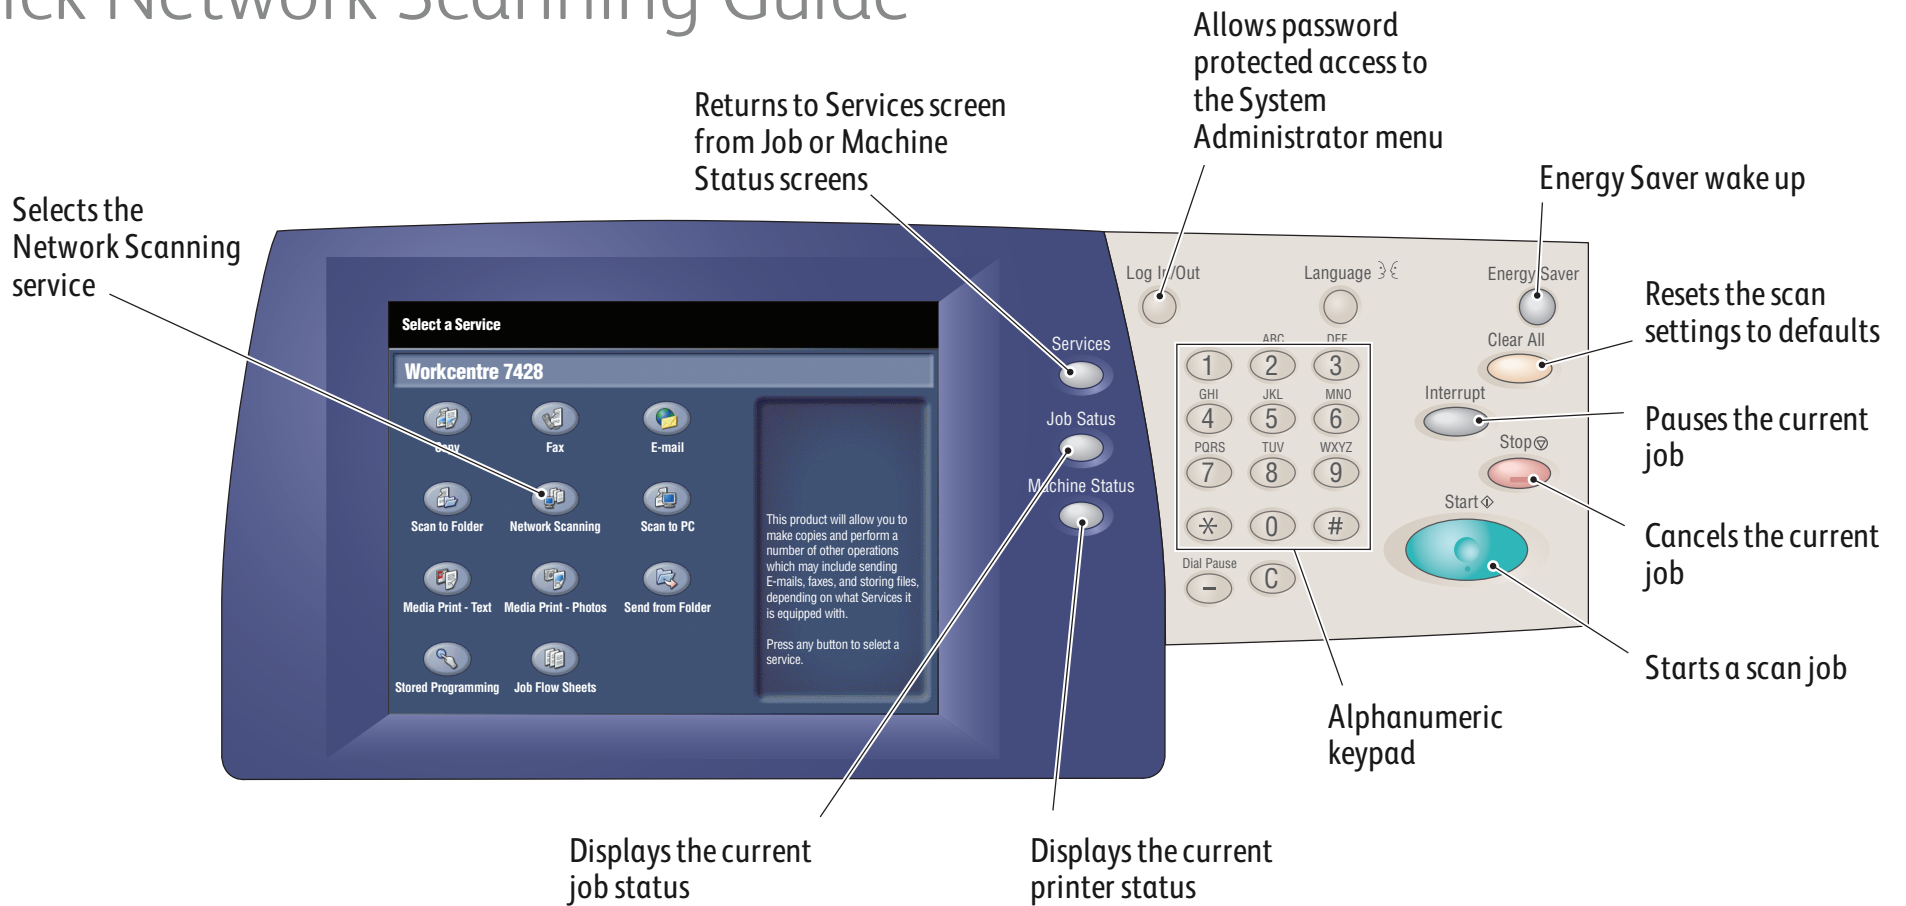 Network Scanning Guide
Allows password
protected access to
the System
Administrator menu
Returns to Services screen
from Job or Machine
Status screens
Energy Saver wake up
Selects the
Network Scanning
service
Log In/Out
Language
Energy Saver
Resets the scan
settings to defaults
Select a Service
Workcentre 7428
Copy
Fax
E-mail
Scan to Folder
Network Scanning
Scan to PC
Media Print - Text
Media Print - Photos
Send from Folder
Stored Programming
Job Flow Sheets
This product will allow you to
make copies and perform a
number of other operations
which may include sending
E-mails, faxes, and storing files,
depending on what Services it
is equipped with.
Press any button to select a
service.
Services
Job Satus
Machine Status
ABC
DEF
1
2
3
GHI
JKL
MNO
4
5
6
PQRS
TUV
WXYZ
7
8
9
*
0
#
Dial Pause
–
C
Clear All
Interrupt
Stop
Start
Pauses the current
job
Cancels the current
job
Starts a scan job
Alphanumeric
keypad
Displays the current
job status
Displays the current
printer status